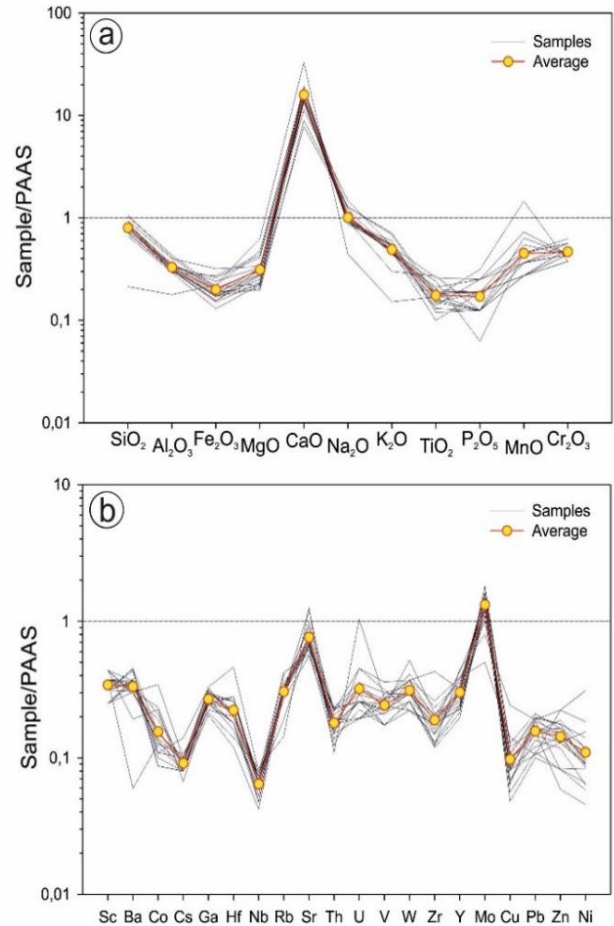 a
Samples
Average
100
10
1
0,1
0,01
Sample/PAAS
SiO₂ Al₂O₃ Fe₂O₃ MgO CaO Na₂O K₂O TiO₂ P₂O₅ MnO Cr₂O₃
b
Samples
Average
10
1
0,1
0,01
Sample/PAAS
Sc Ba Co Cs Ga Hf Nb Rb Sr Th U V W Zr Y Mo Cu Pb Zn Ni